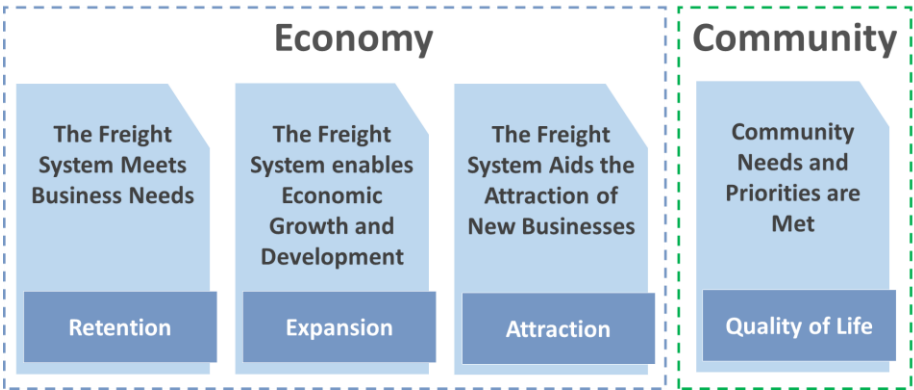 Economy
The Freight
System Meets
Business Needs
Retention
The Freight
System enables
Economic
Growth and
Development
Expansion
The Freight
System Aids the
Attraction of
New Businesses
Attraction
Community
Community
Needs and
Priorities are
Met
Quality of Life